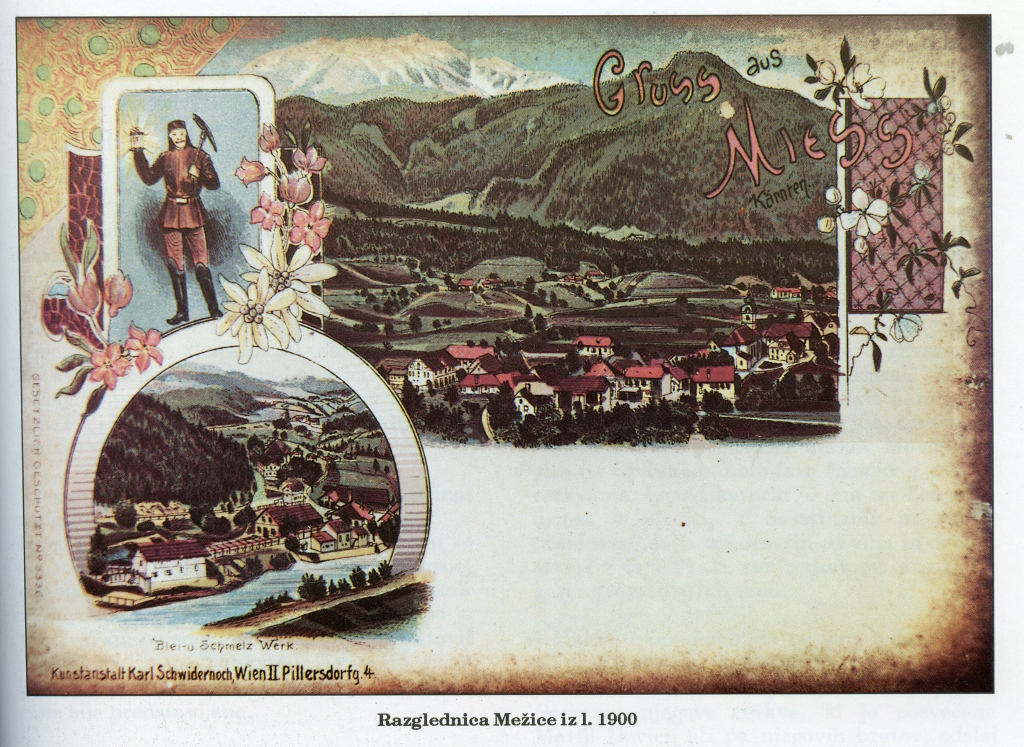 Gruss aus
Miess
Kärnten.
GESETZLICH GESCHÜTZT No
Blei-u Schmelz Werk.
Kunstanstalt Karl Schwidernoch, Wien II. Pillersdorfg. 4.
Razglednica Mežice iz l. 1900